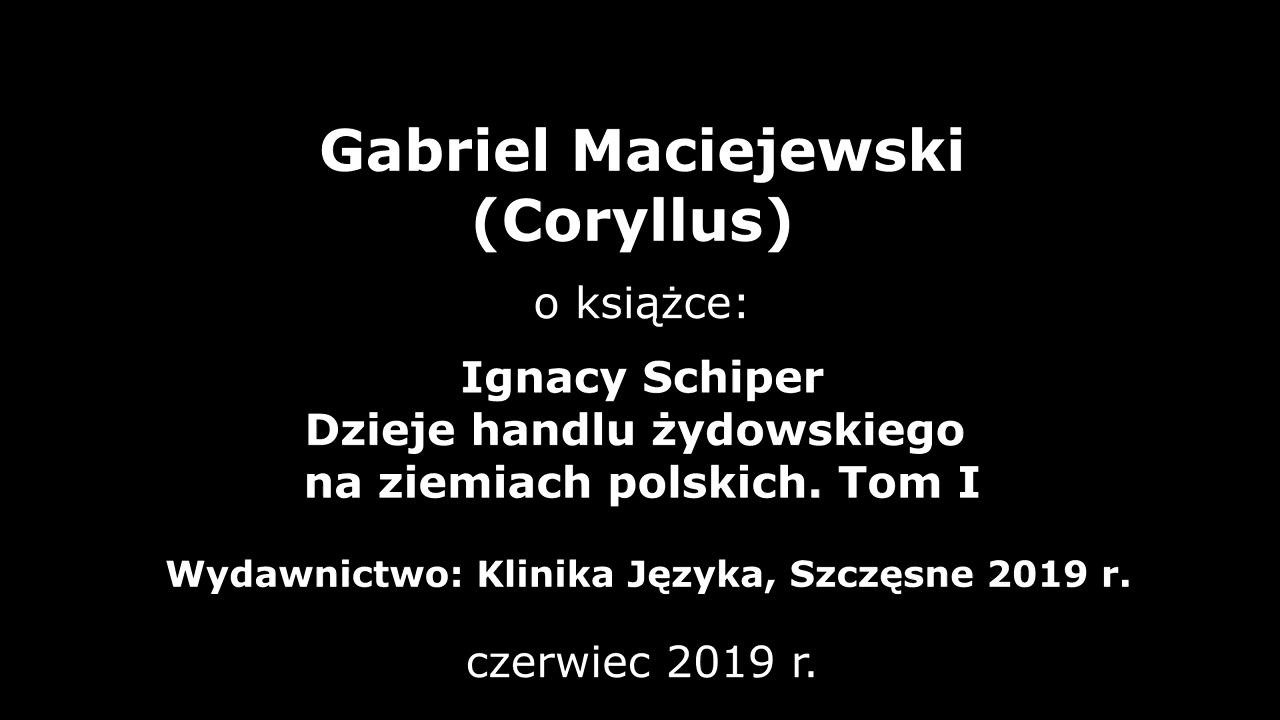 Gabriel Maciejewski
(Coryllus)
o książce:
Ignacy Schiper
Dzieje handlu żydowskiego
na ziemiach polskich. Tom I
Wydawnictwo: Klinika Języka, Szczęsne 2019 r.
czerwiec 2019 r.